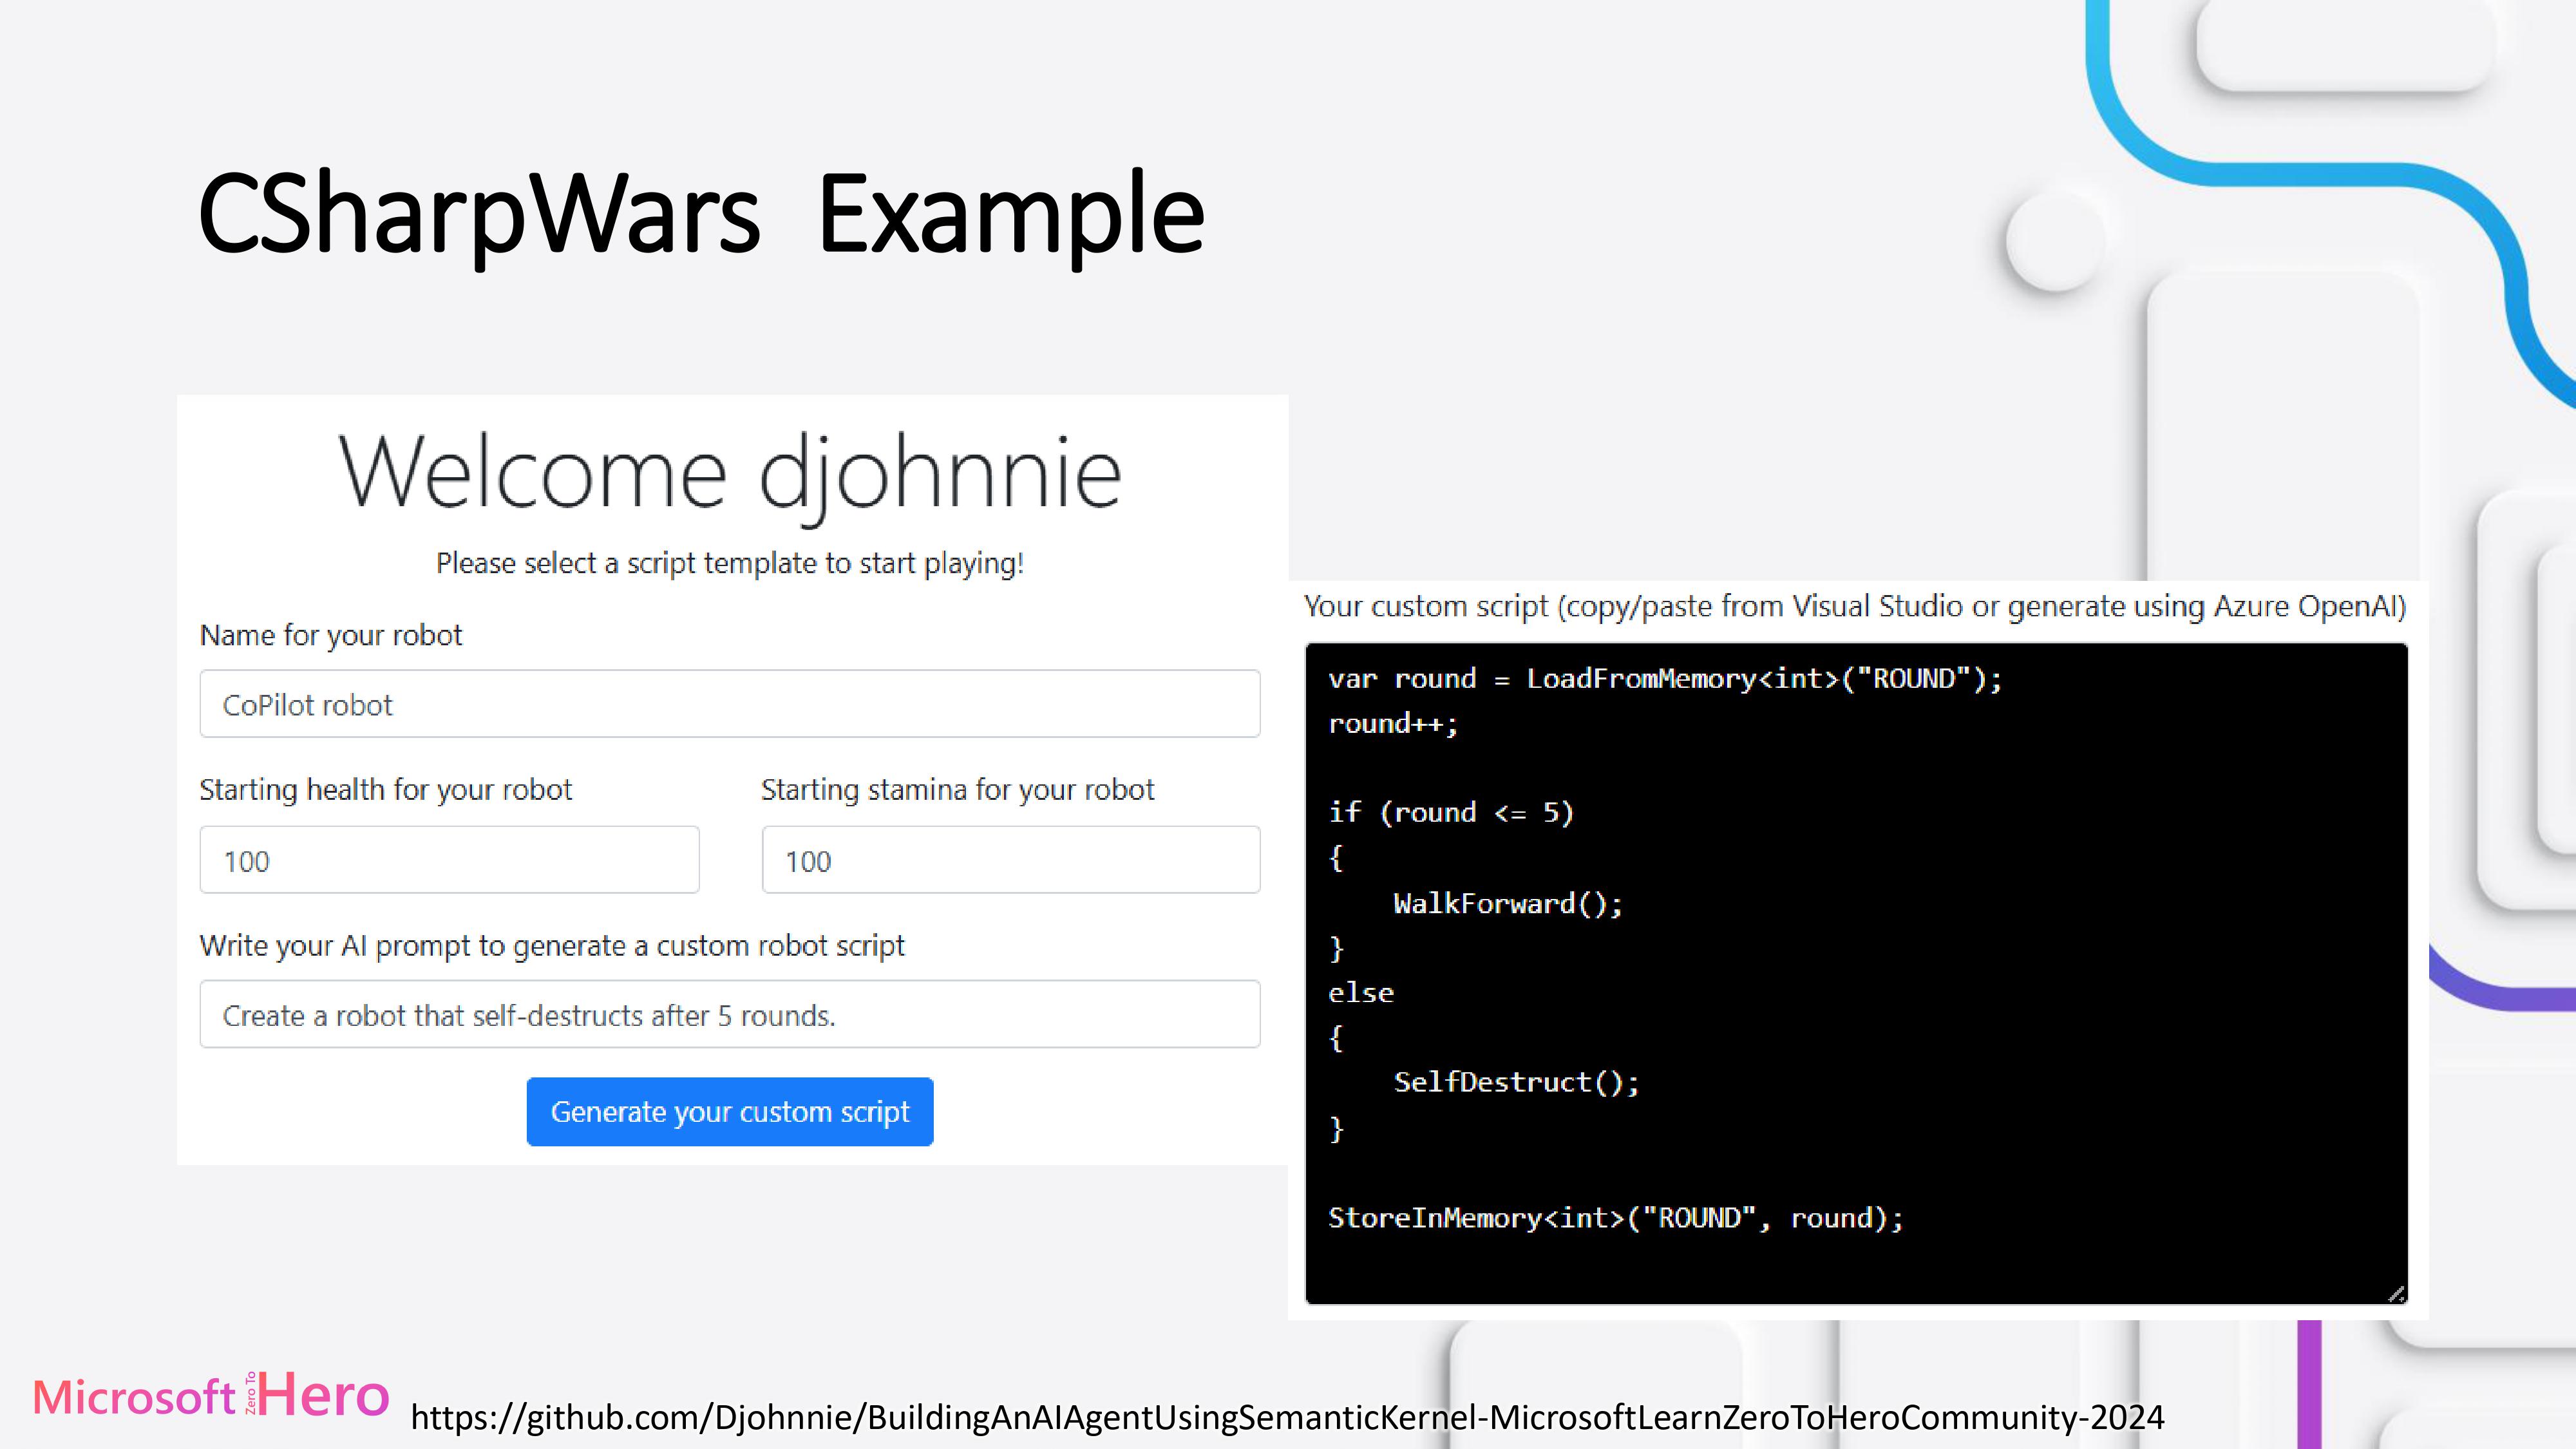 CSharpWars Example
Welcome djohnnie
Please select a script template to start playing!
Name for your robot
CoPilot robot
Starting health for your robot
Starting stamina for your robot
100
100
Write your AI prompt to generate a custom robot script
Create a robot that self-destructs after 5 rounds.
Generate your custom script
Your custom script (copy/paste from Visual Studio or generate using Azure OpenAI)
var round = LoadFromMemory<int>("ROUND");
round++;
if (round <= 5)
{
    WalkForward();
}
else
{
    SelfDestruct();
}
StoreInMemory<int>("ROUND", round);
Microsoft Zero To Hero
https://github.com/Djohnnie/BuildingAnAIAgentUsingSemanticKernel-MicrosoftLearnZeroToHeroCommunity-2024